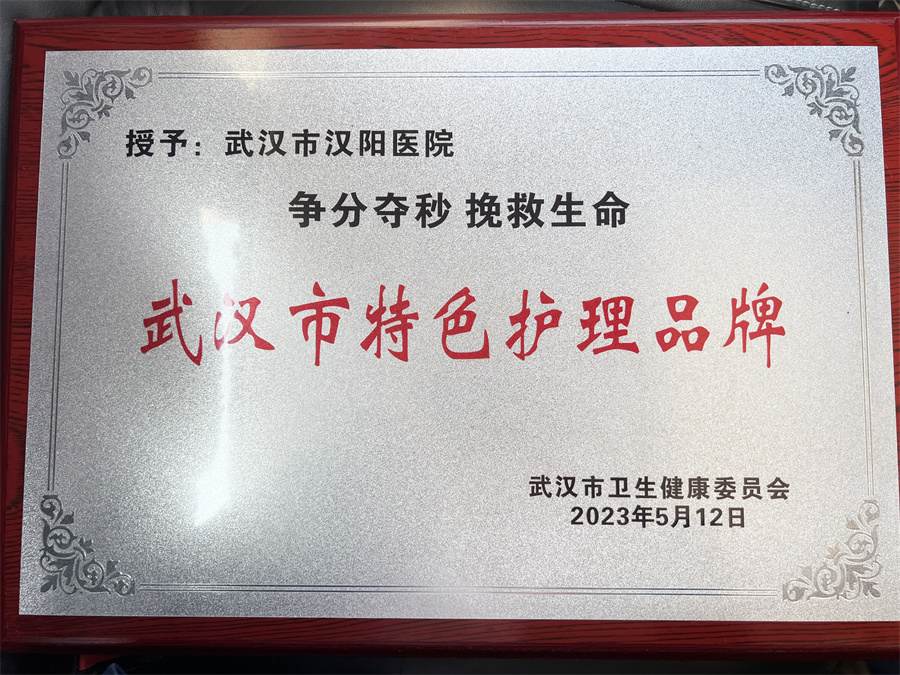 授予：武汉市汉阳医院
争分夺秒 挽救生命
武汉市特色护理品牌
武汉市卫生健康委员会
2023年5月12日